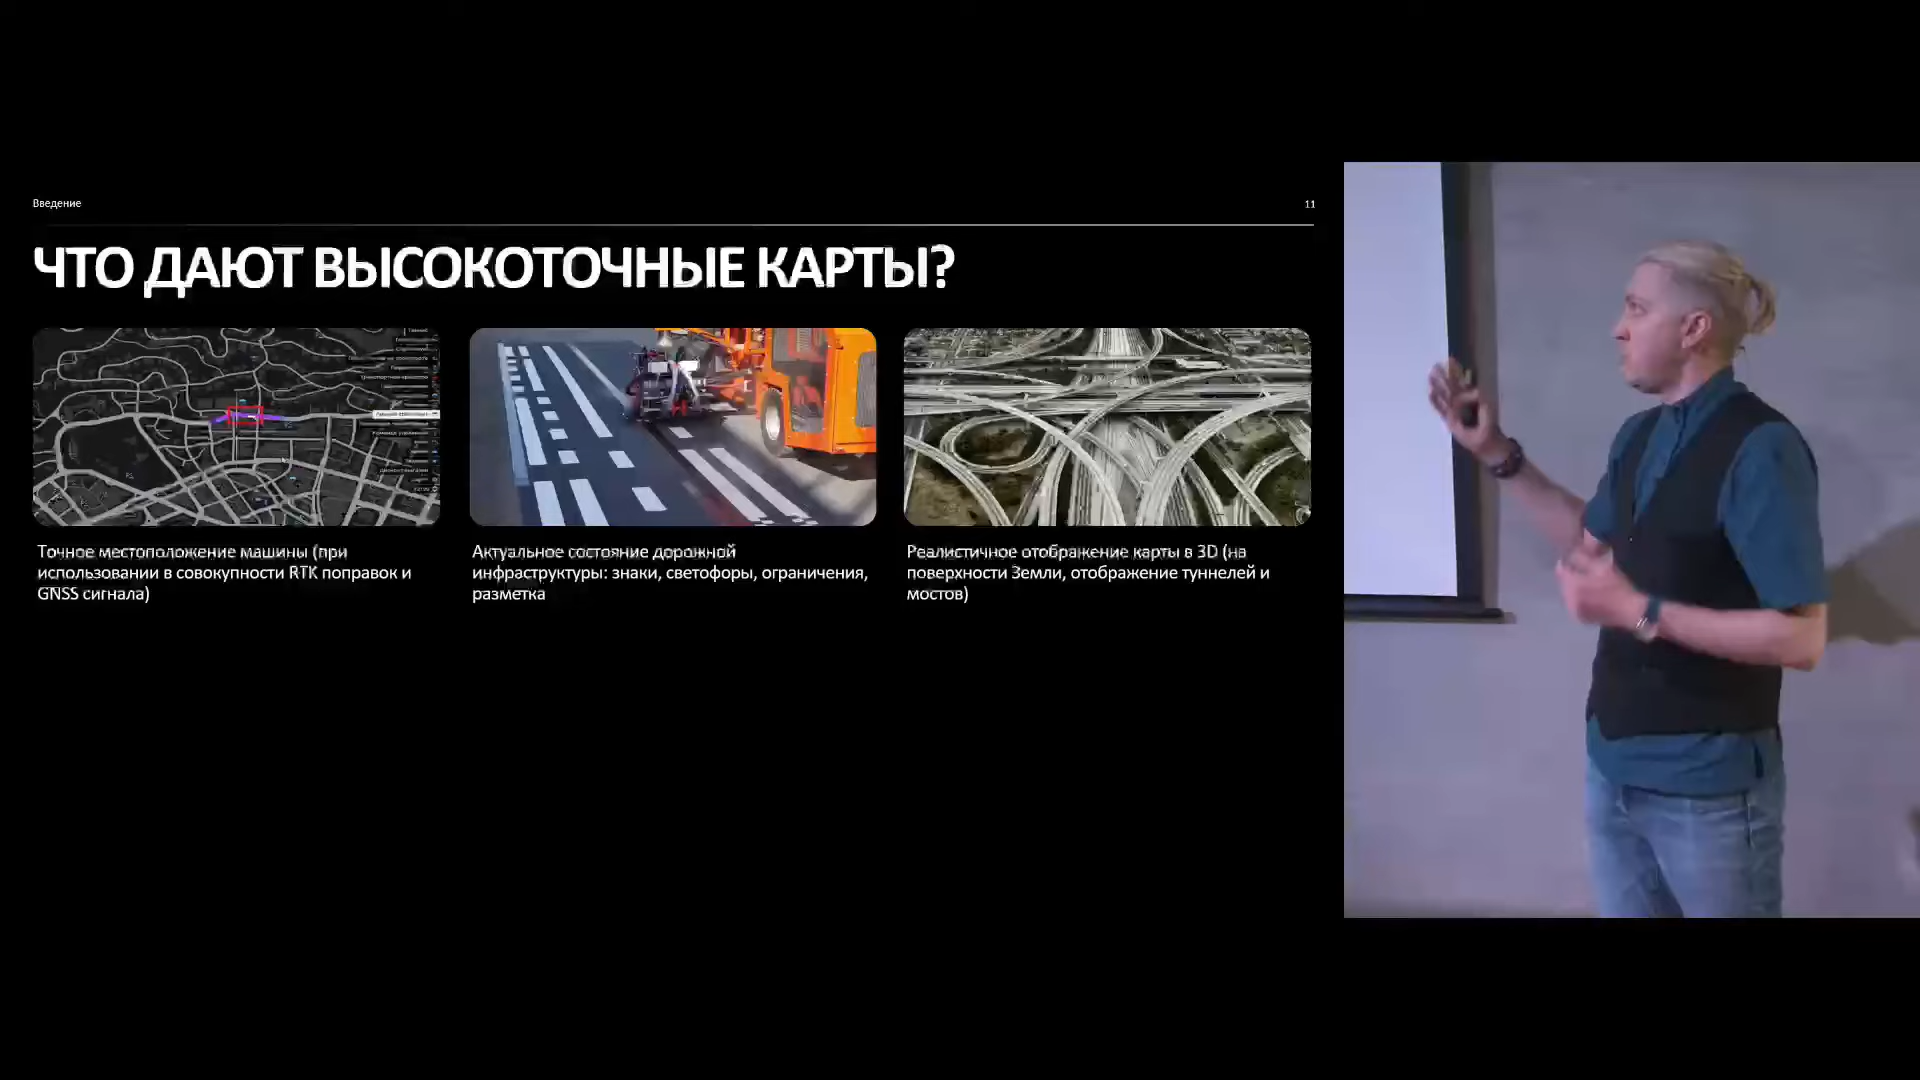 Введение
11
ЧТО ДАЮТ ВЫСОКОТОЧНЫЕ КАРТЫ?
Точное местоположение машины (при
использовании в совокупности RTK поправок и
GNSS сигнала)
Актуальное состояние дорожной
инфраструктуры: знаки, светофоры, ограничения,
разметка
Реалистичное отображение карты в 3D (на
поверхности Земли, отображение туннелей и
мостов)